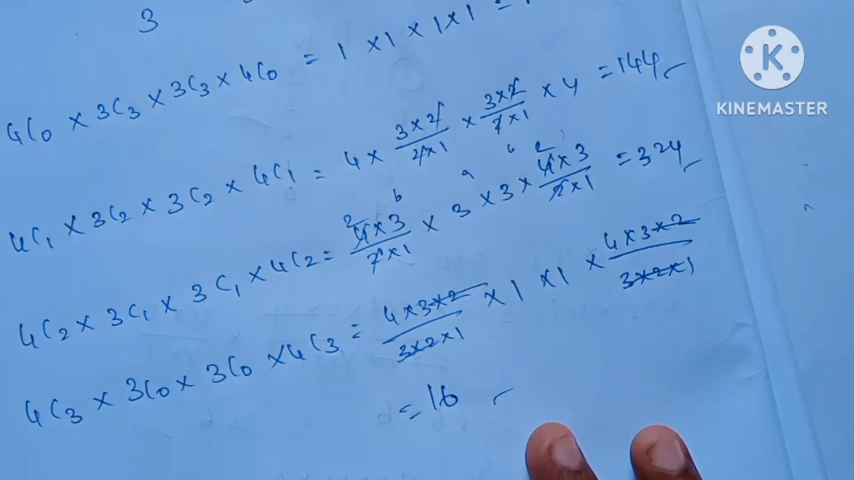 3
4C0 × 3C3 × 3C3 × 4C0 = 1 × 1 × 1 × 1 =
4C1 × 3C2 × 3C2 × 4C1 = 4 × (3×2)/(2×1) × (3×2)/(2×1) × 4 = 144 ✓
4C2 × 3C1 × 3C1 × 4C2 = (4×3)/(2×1) × 3 × 3 × (4×3)/(2×1) = 324 ✓
4C3 × 3C0 × 3C0 × 4C3 = (4×3×2)/(3×2×1) × 1 × 1 × (4×3×2)/(3×2×1)
= 16 ✓
KINEMASTER